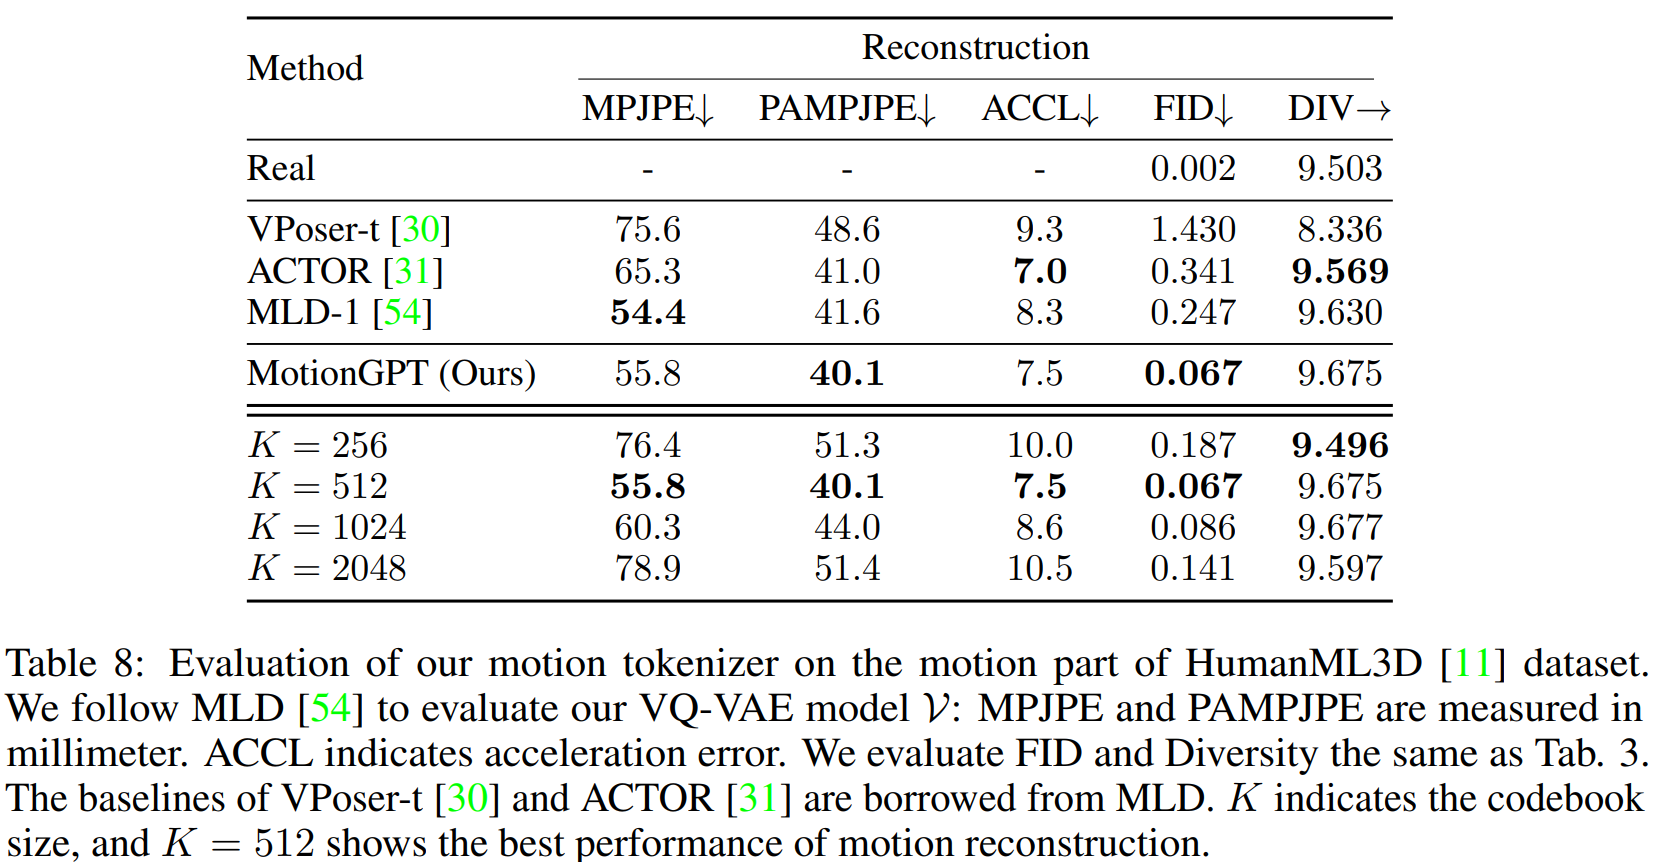 Method Reconstruction
MPJPE↓ PAMPJPE↓ ACCL↓ FID↓ DIV→
Real - - - 0.002 9.503
VPoser-t [30] 75.6 48.6 9.3 1.430 8.336
ACTOR [31] 65.3 41.0 7.0 0.341 9.569
MLD-1 [54] 54.4 41.6 8.3 0.247 9.630
MotionGPT (Ours) 55.8 40.1 7.5 0.067 9.675
K = 256 76.4 51.3 10.0 0.187 9.496
K = 512 55.8 40.1 7.5 0.067 9.675
K = 1024 60.3 44.0 8.6 0.086 9.677
K = 2048 78.9 51.4 10.5 0.141 9.597
Table 8: Evaluation of our motion tokenizer on the motion part of HumanML3D [11] dataset.
We follow MLD [54] to evaluate our VQ-VAE model 𝒱: MPJPE and PAMPJPE are measured in
millimeter. ACCL indicates acceleration error. We evaluate FID and Diversity the same as Tab. 3.
The baselines of VPoser-t [30] and ACTOR [31] are borrowed from MLD. K indicates the codebook
size, and K = 512 shows the best performance of motion reconstruction.